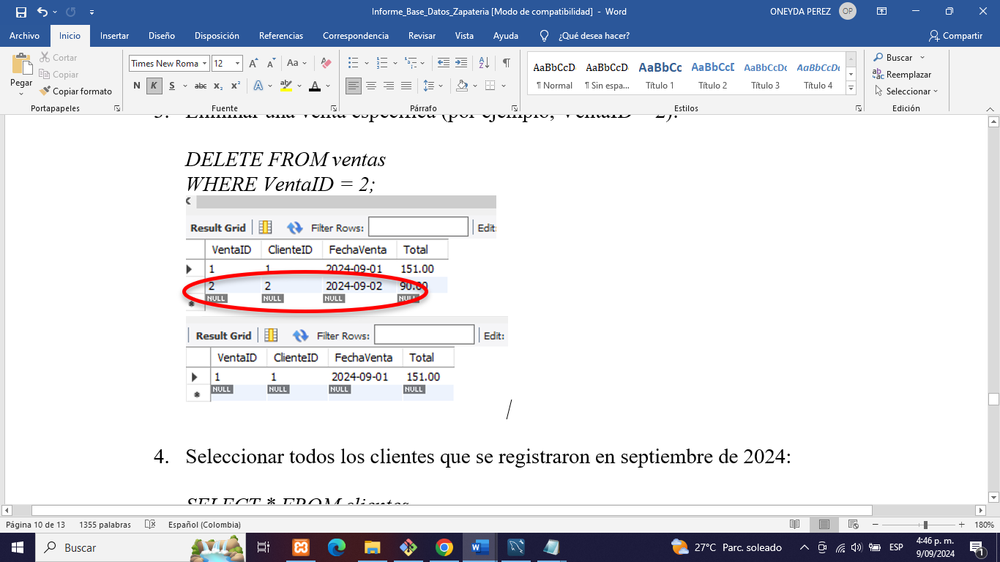 Informe_Base_Datos_Zapateria [Modo de compatibilidad] - Word
ONEYDA PEREZ
OP
Archivo
Inicio
Insertar
Diseño
Disposición
Referencias
Correspondencia
Revisar
Vista
Ayuda
¿Qué desea hacer?
Compartir
Pegar
Cortar
Copiar
Copiar formato
Portapapeles
Times New Roma
12
Aa
N K S abc x₂ x²
Fuente
Párrafo
AaBbCcD
¶ Normal
AaBbCcD
¶ Sin espa...
AaBbCc
Título 1
AaBbCcD
Título 2
AaBbCcDc
Título 3
AaBbCcDc
Título 4
Estilos
Buscar
Reemplazar
Seleccionar
Edición
3. Eliminar una venta específica (por ejemplo, VentaID = 2):
DELETE FROM ventas
WHERE VentaID = 2;
Result Grid Filter Rows: Edit:
VentaID ClienteID FechaVenta Total
1 1 2024-09-01 151.00
2 2 2024-09-02 90.00
NULL NULL NULL NULL
Result Grid Filter Rows: Edit:
VentaID ClienteID FechaVenta Total
1 1 2024-09-01 151.00
NULL NULL NULL NULL
4. Seleccionar todos los clientes que se registraron en septiembre de 2024:
SELECT * FROM clientes
Página 10 de 13
1355 palabras
Español (Colombia)
180%
Buscar
27°C Parc. soleado
ESP
4:46 p. m.
9/09/2024
1